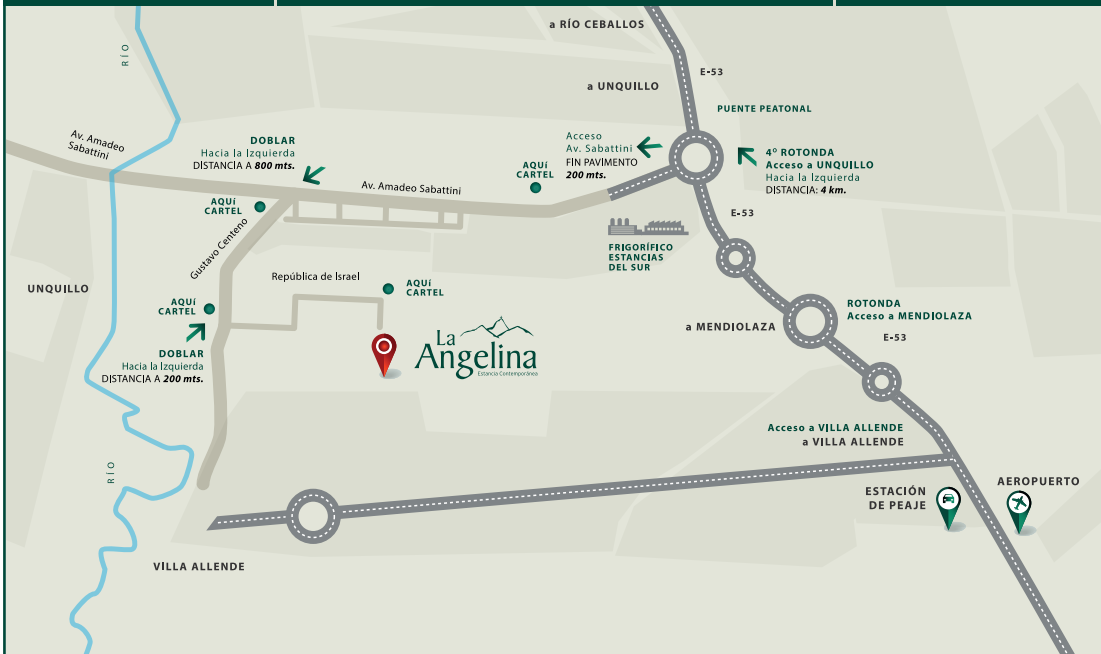 a RÍO CEBALLOS
RÍO
E-53
a UNQUILLO
PUENTE PEATONAL
Av. Amadeo
Sabattini
DOBLAR
Hacia la Izquierda
DISTANCIA A 800 mts.
Acceso
Av. Sabattini
FIN PAVIMENTO
200 mts.
4º ROTONDA
Acceso a UNQUILLO
Hacia la Izquierda
DISTANCIA: 4 km.
AQUí
CARTEL
Av. Amadeo Sabattini
AQUí
CARTEL
E-53
Gustavo Centeno
FRIGORÍFICO
ESTANCIAS
DEL SUR
República de Israel
UNQUILLO
AQUí
CARTEL
AQUí
CARTEL
ROTONDA
Acceso a MENDIOLAZA
a MENDIOLAZA
E-53
La
Angelina
Estancia Contemporánea
DOBLAR
Hacia la Izquierda
DISTANCIA A 200 mts.
Acceso a VILLA ALLENDE
a VILLA ALLENDE
RÍO
ESTACIÓN
DE PEAJE
AEROPUERTO
VILLA ALLENDE